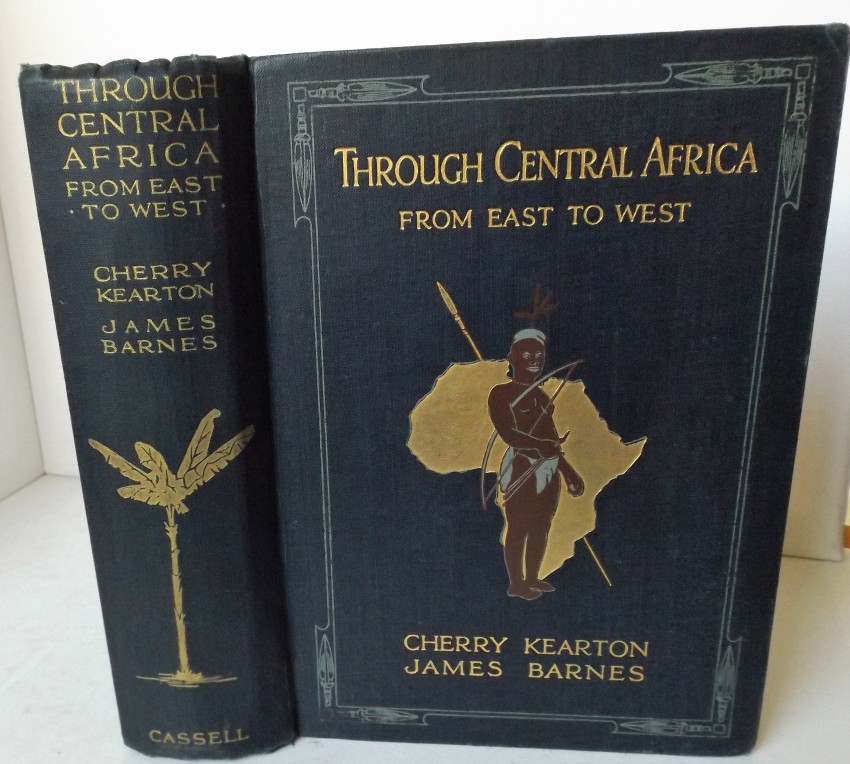 THROUGH
CENTRAL
AFRICA
FROM EAST
· TO WEST ·
CHERRY
KEARTON
JAMES
BARNES
CASSELL
THROUGH CENTRAL AFRICA
FROM EAST TO WEST
CHERRY KEARTON
JAMES BARNES